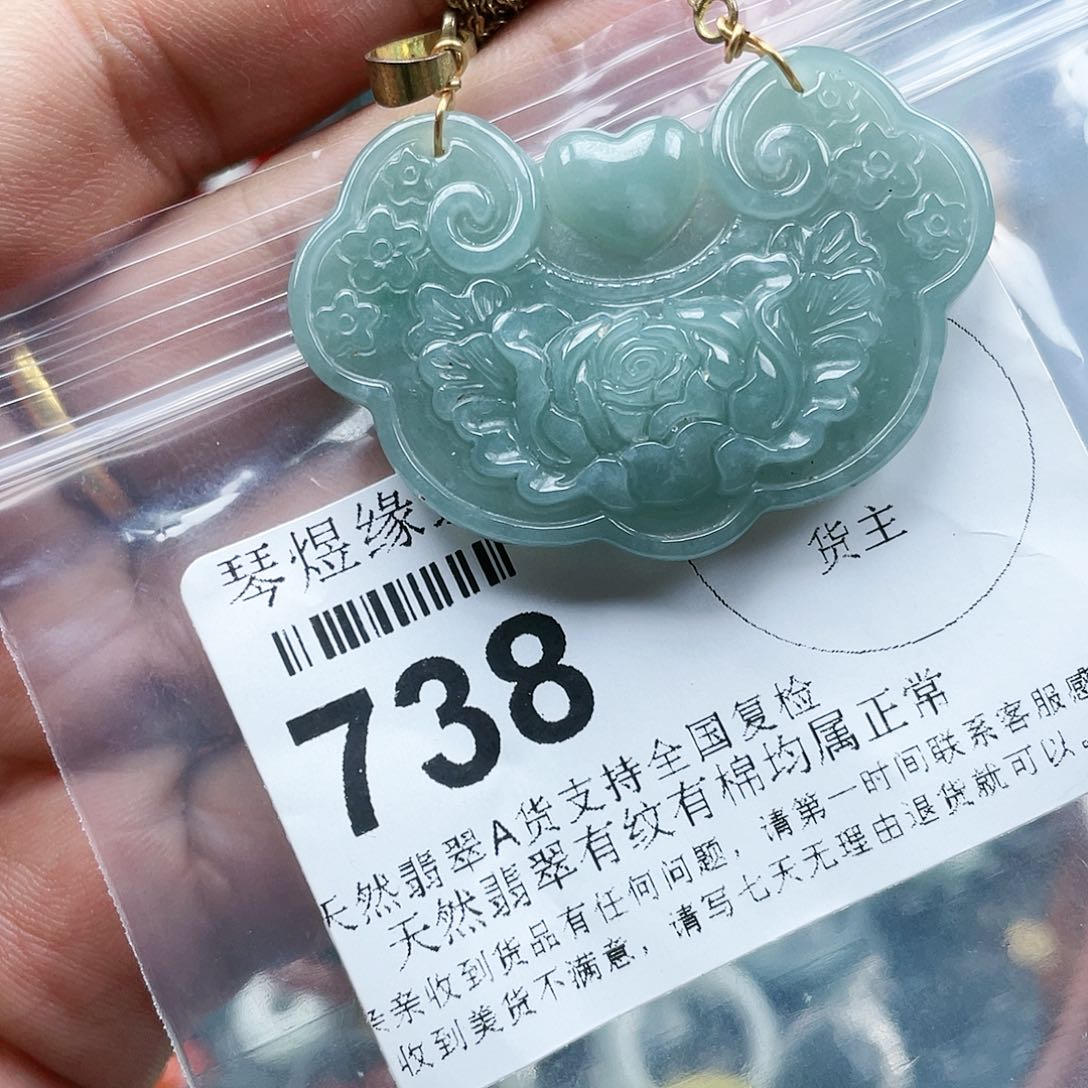 琴煜缘
货主
738
天然翡翠A货支持全国复检
天然翡翠有纹有棉均属正常
亲亲收到货品有任何问题，请第一时间联系客服感
收到美货不满意，请写七天无理由退货就可以。